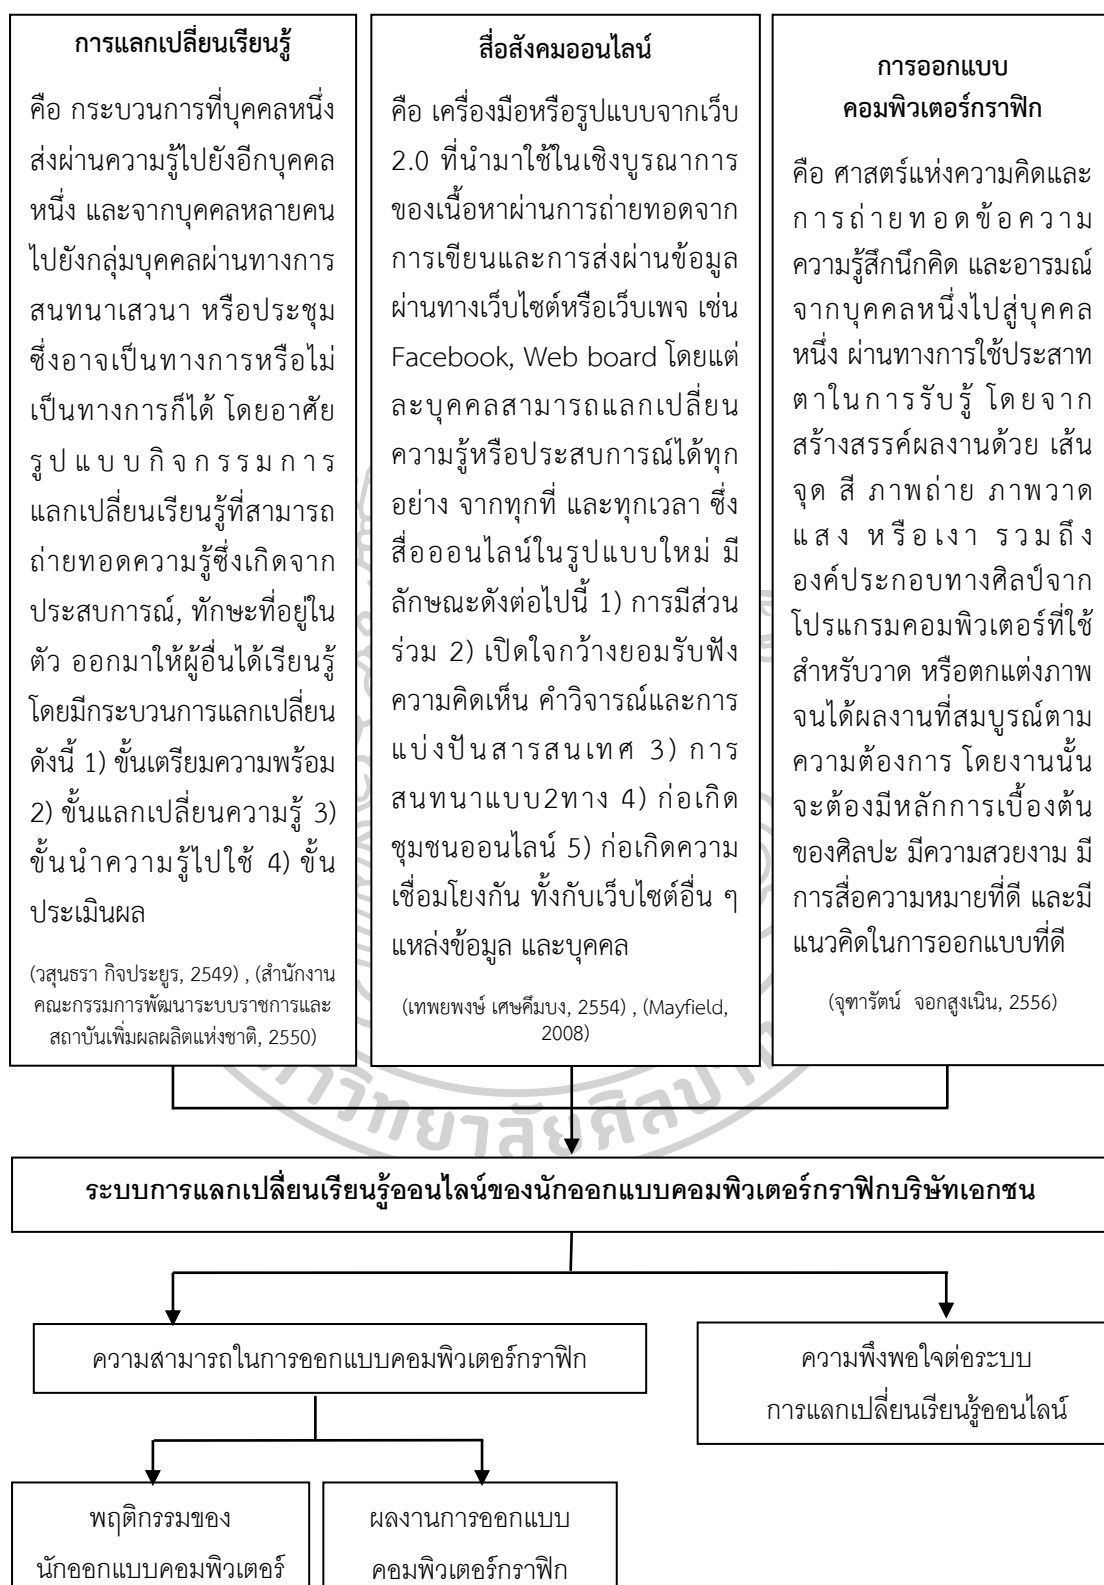 การแลกเปลี่ยนเรียนรู้
คือ กระบวนการที่บุคคลหนึ่ง
ส่งผ่านความรู้ไปยังอีกบุคคล
หนึ่ง และจากบุคคลหลายคน
ไปยังกลุ่มบุคคลผ่านทางการ
สนทนาเสวนา หรือประชุม
ซึ่งอาจเป็นทางการหรือไม่
เป็นทางการก็ได้ โดยอาศัย
รูปแบบกิจกรรมการ
แลกเปลี่ยนเรียนรู้ที่สามารถ
ถ่ายทอดความรู้ซึ่งเกิดจาก
ประสบการณ์, ทักษะที่อยู่ใน
ตัว ออกมาให้ผู้อื่นได้เรียนรู้
โดยมีกระบวนการแลกเปลี่ยน
ดังนี้ 1) ขั้นเตรียมความพร้อม
2) ขั้นแลกเปลี่ยนความรู้ 3)
ขั้นนำความรู้ไปใช้ 4) ขั้น
ประเมินผล
(วสุนธรา กิจประยูร, 2549) , (สำนักงาน
คณะกรรมการพัฒนาระบบราชการและ
สถาบันเพิ่มผลผลิตแห่งชาติ, 2550)
สื่อสังคมออนไลน์
คือ เครื่องมือหรือรูปแบบจากเว็บ
2.0 ที่นำมาใช้ในเชิงบูรณาการ
ของเนื้อหาผ่านการถ่ายทอดจาก
การเขียนและการส่งผ่านข้อมูล
ผ่านทางเว็บไซต์หรือเว็บเพจ เช่น
Facebook, Web board โดยแต่
ละบุคคลสามารถแลกเปลี่ยน
ความรู้หรือประสบการณ์ได้ทุก
อย่าง จากทุกที่ และทุกเวลา ซึ่ง
สื่อออนไลน์ในรูปแบบใหม่ มี
ลักษณะดังต่อไปนี้ 1) การมีส่วน
ร่วม 2) เปิดใจกว้างยอมรับฟัง
ความคิดเห็น คำวิจารณ์และการ
แบ่งปันสารสนเทศ 3) การ
สนทนาแบบ2ทาง 4) ก่อเกิด
ชุมชนออนไลน์ 5) ก่อเกิดความ
เชื่อมโยงกัน ทั้งกับเว็บไซต์อื่น ๆ
แหล่งข้อมูล และบุคคล
(เทพยพงษ์ เศษคึมบง, 2554) , (Mayfield,
2008)
การออกแบบ
คอมพิวเตอร์กราฟิก
คือ ศาสตร์แห่งความคิดและ
การถ่ายทอดข้อความ
ความรู้สึกนึกคิด และอารมณ์
จากบุคคลหนึ่งไปสู่บุคคล
หนึ่ง ผ่านทางการใช้ประสาท
ตาในการรับรู้ โดยจาก
สร้างสรรค์ผลงานด้วย เส้น
จุด สี ภาพถ่าย ภาพวาด
แสง หรือเงา รวมถึง
องค์ประกอบทางศิลป์จาก
โปรแกรมคอมพิวเตอร์ที่ใช้
สำหรับวาด หรือตกแต่งภาพ
จนได้ผลงานที่สมบูรณ์ตาม
ความต้องการ โดยงานนั้น
จะต้องมีหลักการเบื้องต้น
ของศิลปะ มีความสวยงาม มี
การสื่อความหมายที่ดี และมี
แนวคิดในการออกแบบที่ดี
(จุฑารัตน์ จอกสูงเนิน, 2556)
ระบบการแลกเปลี่ยนเรียนรู้ออนไลน์ของนักออกแบบคอมพิวเตอร์กราฟิกบริษัทเอกชน
ความสามารถในการออกแบบคอมพิวเตอร์กราฟิก
ความพึงพอใจต่อระบบ
การแลกเปลี่ยนเรียนรู้ออนไลน์
พฤติกรรมของ
นักออกแบบคอมพิวเตอร์
ผลงานการออกแบบ
คอมพิวเตอร์กราฟิก